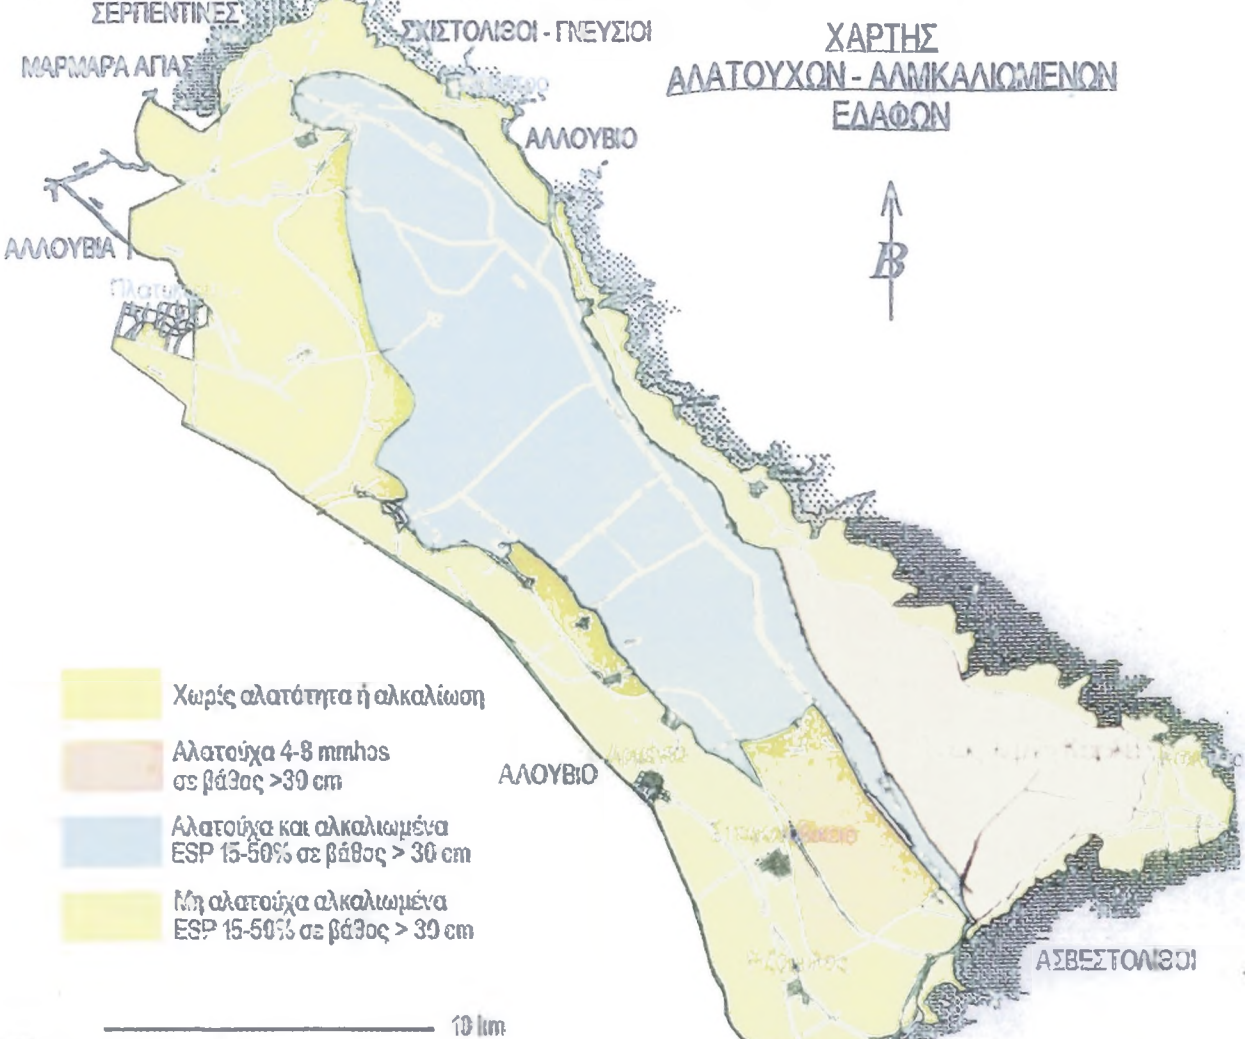 ΣΕΡΠΕΝΤΙΝΕΣ
ΣΧΙΣΤΟΛΙΘΟΙ - ΓΝΕΥΣΙΟΙ
ΜΑΡΜΑΡΑ ΑΓΙΑΣ
ΑΛΛΟΥΒΙΟ
ΑΛΛΟΥΒΙΑ
ΧΑΡΤΗΣ
ΑΛΑΤΟΥΧΩΝ - ΑΛΜΚΑΛΙΩΜΕΝΩΝ
ΕΔΑΦΩΝ
Β
Χωρίς αλατότητα ή αλκαλίωση
Αλατούχα 4-8 mmhos
σε βάθος >30 cm
Αλατούχα και αλκαλιωμένα
ESP 15-50% σε βάθος > 30 cm
Μη αλατούχα αλκαλιωμένα
ESP 15-50% σε βάθος > 30 cm
ΑΛΟΥΒΙΟ
ΑΣΒΕΣΤΟΛΙΘΟΙ
10 km